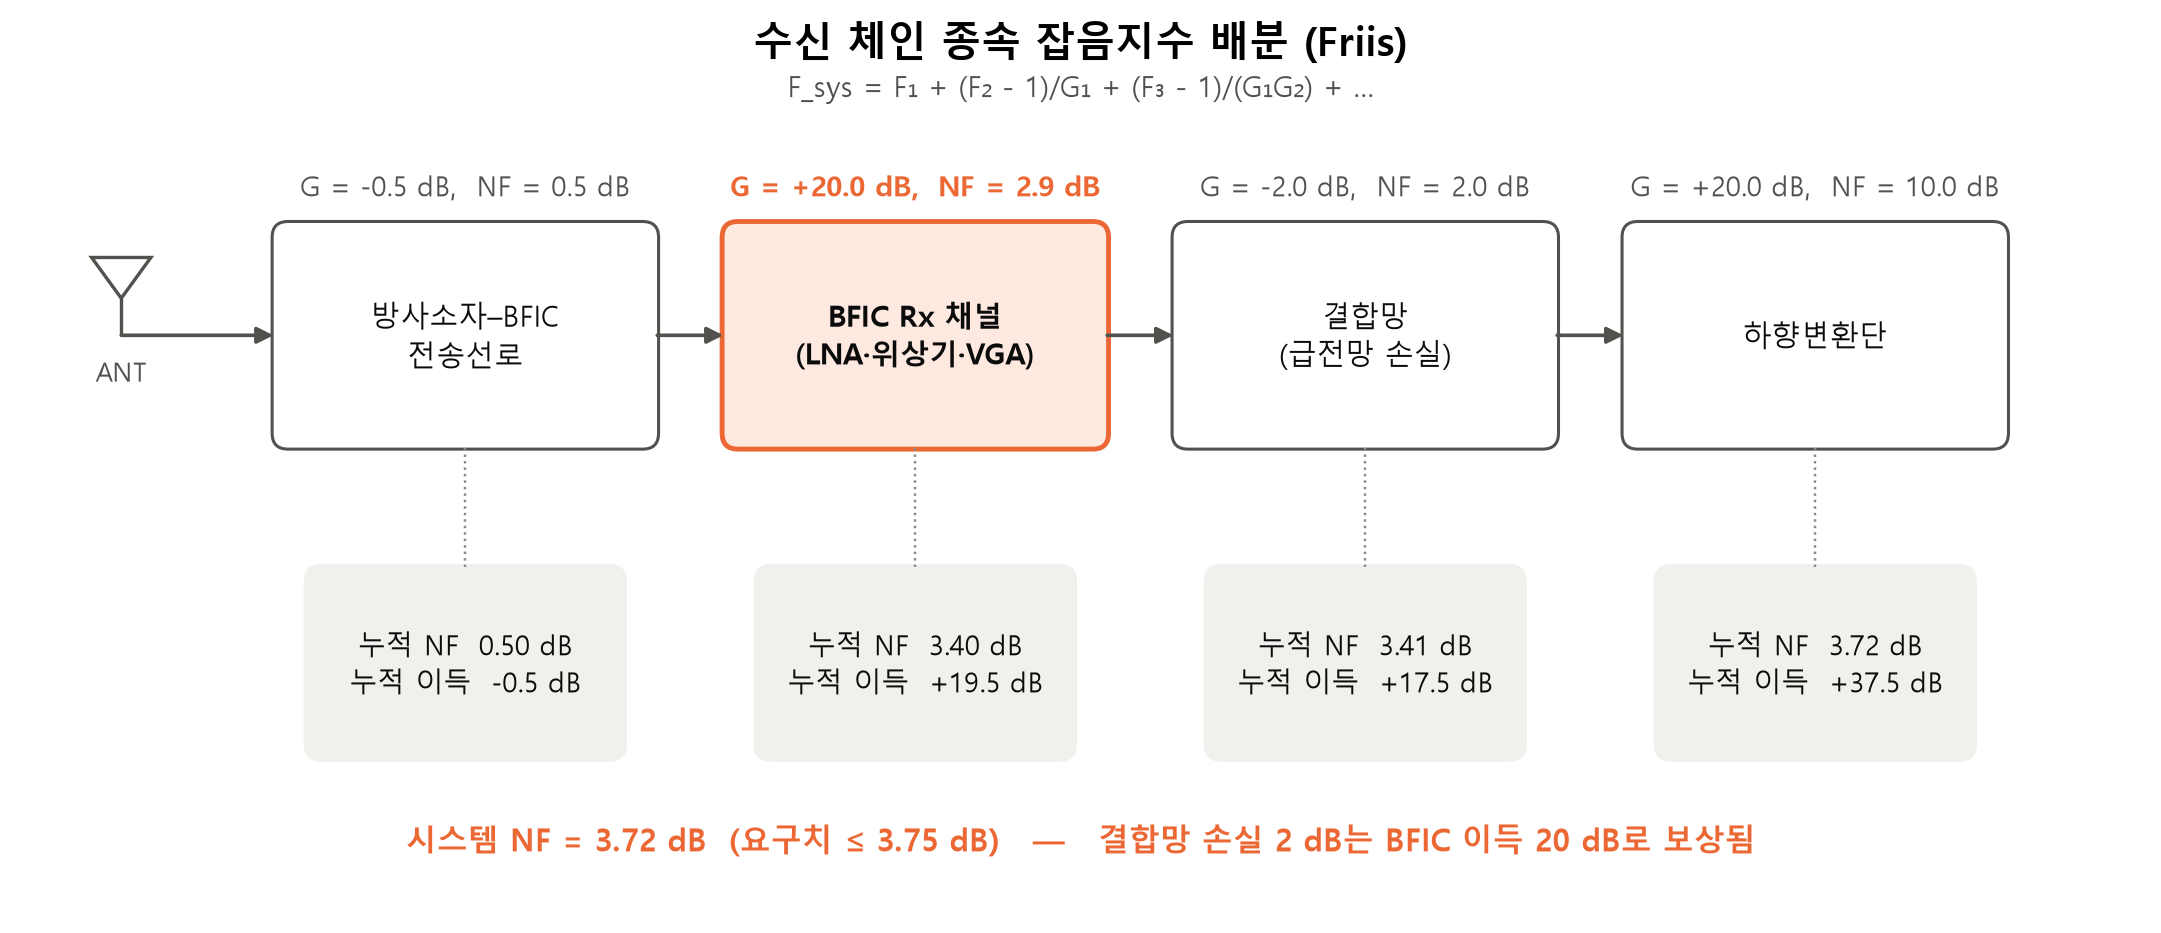 수신 체인 종속 잡음지수 배분 (Friis)
F_sys = F₁ + (F₂ - 1)/G₁ + (F₃ - 1)/(G₁G₂) + ...
G = -0.5 dB, NF = 0.5 dB
G = +20.0 dB, NF = 2.9 dB
G = -2.0 dB, NF = 2.0 dB
G = +20.0 dB, NF = 10.0 dB
ANT
방사소자–BFIC
전송선로
BFIC Rx 채널
(LNA·위상기·VGA)
결합망
(급전망 손실)
하향변환단
누적 NF 0.50 dB
누적 이득 -0.5 dB
누적 NF 3.40 dB
누적 이득 +19.5 dB
누적 NF 3.41 dB
누적 이득 +17.5 dB
누적 NF 3.72 dB
누적 이득 +37.5 dB
시스템 NF = 3.72 dB (요구치 ≤ 3.75 dB) — 결합망 손실 2 dB는 BFIC 이득 20 dB로 보상됨